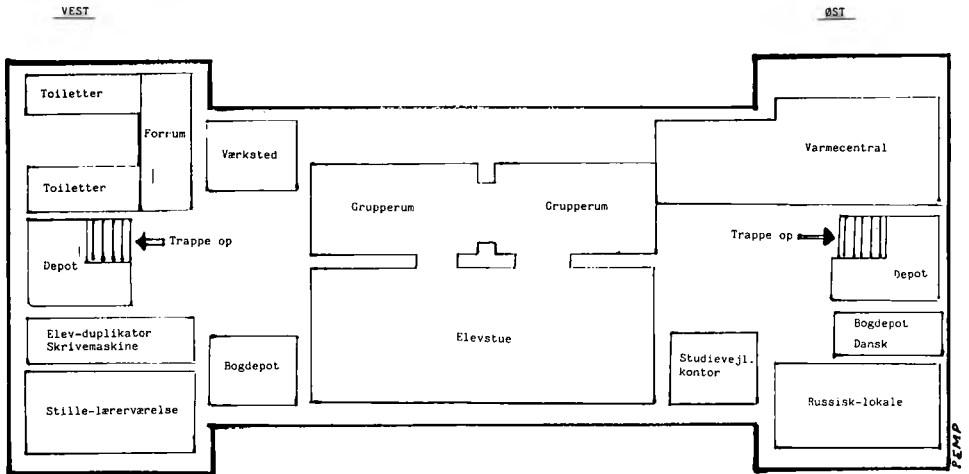 VEST
ØST
Toiletter
Forrum
Værksted
Varmecentral
Toiletter
Grupperum
Grupperum
Trappe op
Trappe op
Depot
Depot
Elev-duplikator
Skrivemaskine
Bogdepot
Elevstue
Studievejl.
kontor
Bogdepot
Dansk
Stille-lærerværelse
Russisk-lokale
PEMP